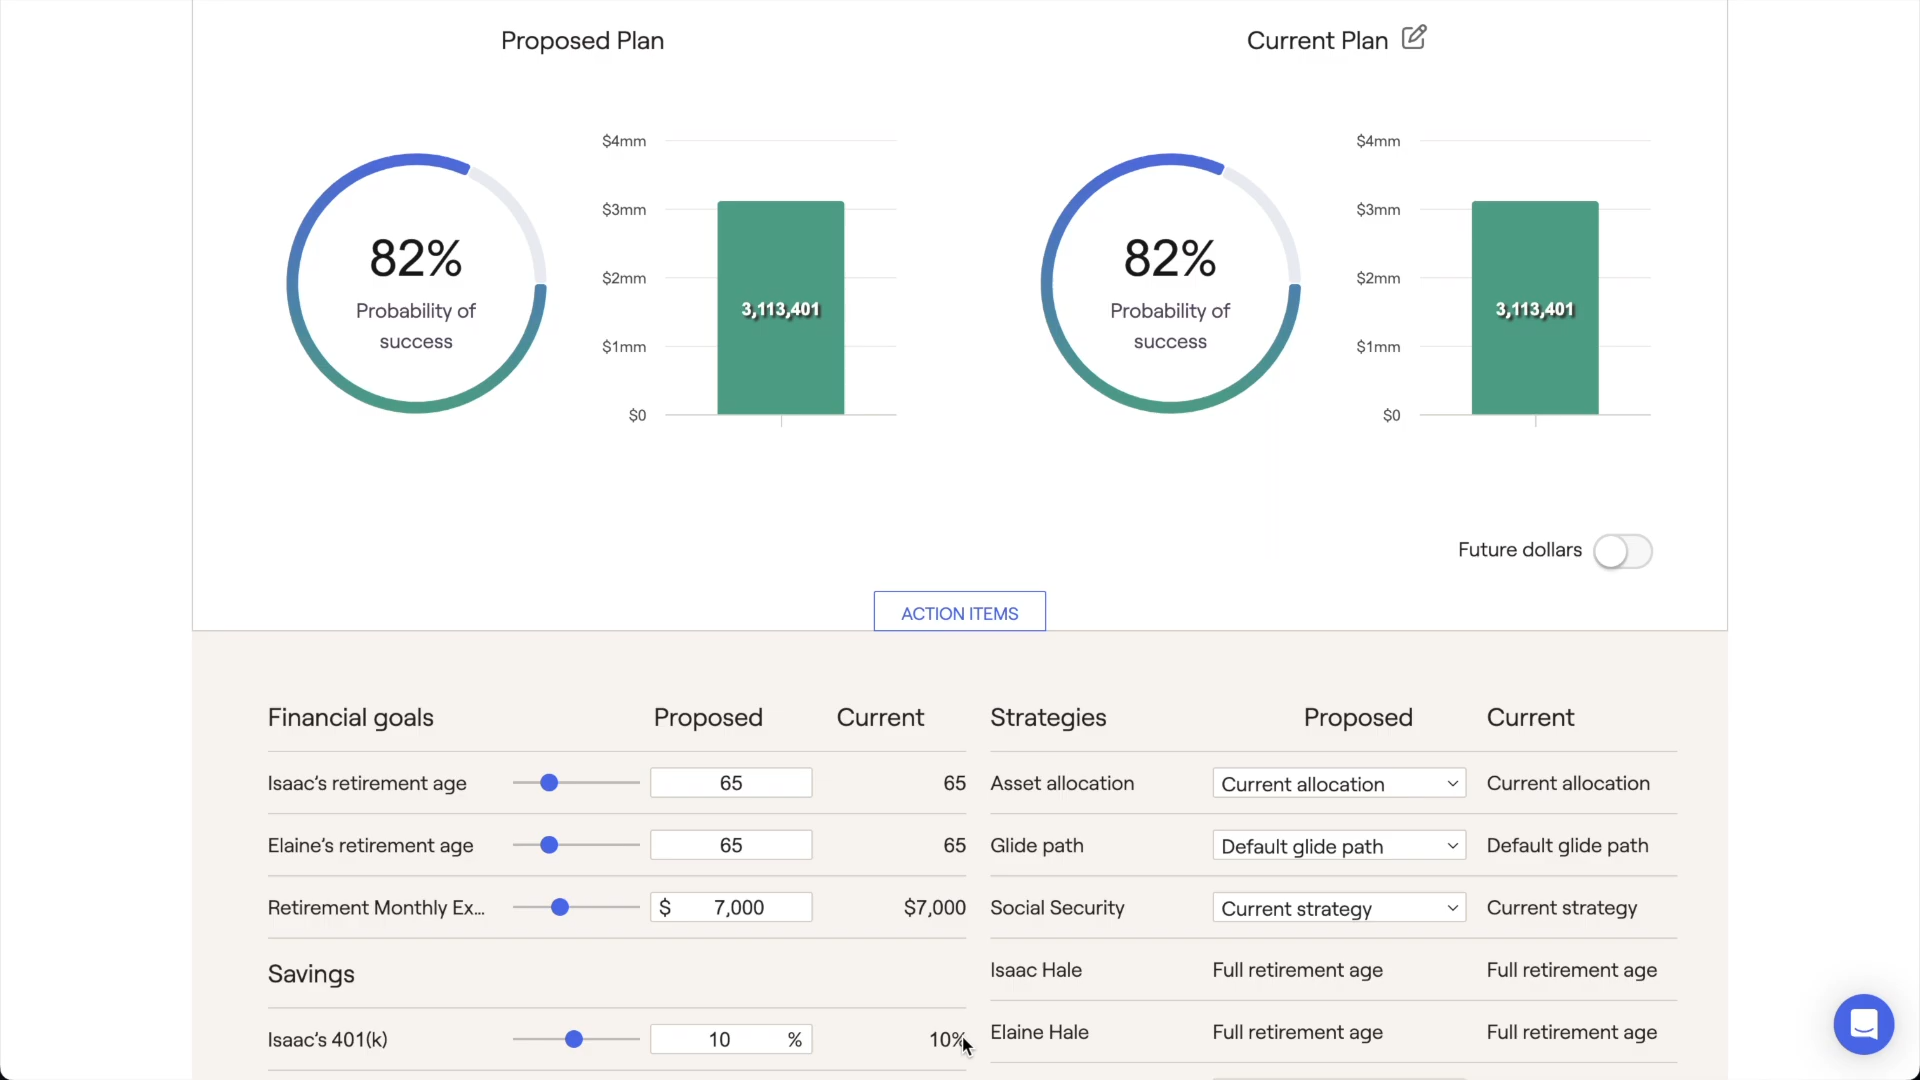 Proposed Plan
Current Plan
$4mm
$3mm
$2mm
$1mm
$0
82%
Probability of
success
3,113,401
$4mm
$3mm
$2mm
$1mm
$0
82%
Probability of
success
3,113,401
Future dollars
ACTION ITEMS
Financial goals Proposed Current
Isaac's retirement age 65 65
Elaine's retirement age 65 65
Retirement Monthly Ex... $ 7,000 $7,000
Savings
Isaac's 401(k) 10 % 10%
Strategies Proposed Current
Asset allocation Current allocation Current allocation
Glide path Default glide path Default glide path
Social Security Current strategy Current strategy
Isaac Hale Full retirement age Full retirement age
Elaine Hale Full retirement age Full retirement age